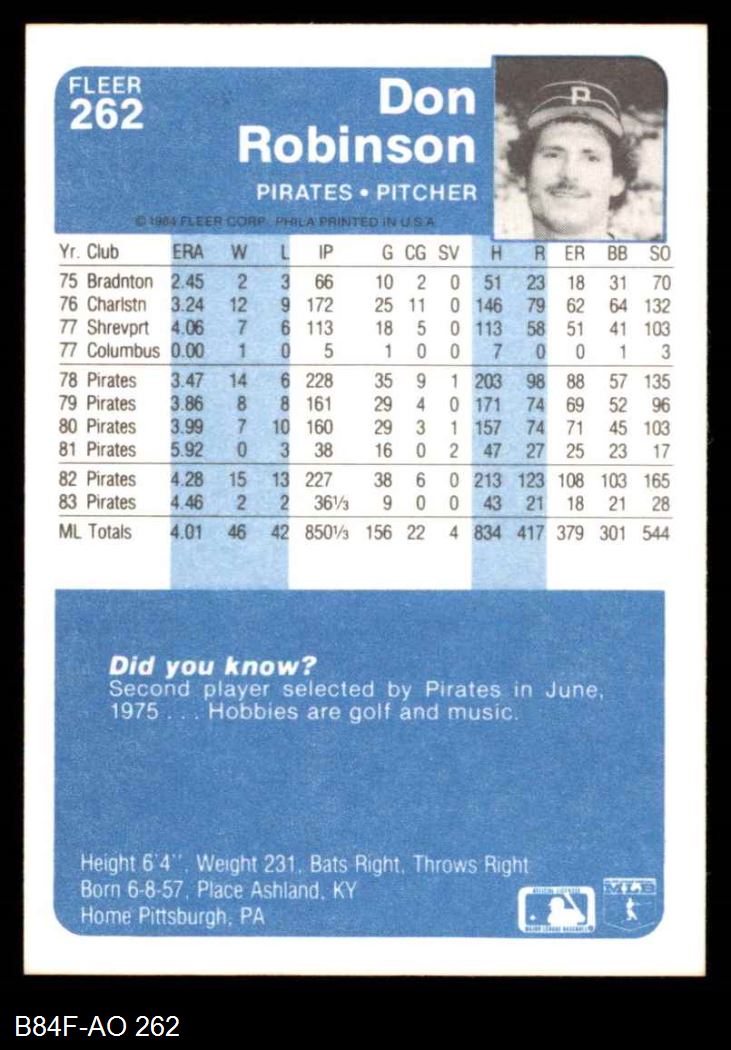 FLEER
262
Don
Robinson
PIRATES • PITCHER
© 1984 FLEER CORP. PHILA PRINTED IN U.S.A.
P
Yr. Club ERA W L IP G CG SV H R ER BB SO
75 Bradnton 2.45 2 3 66 10 2 0 51 23 18 31 70
76 Charlstn 3.24 12 9 172 25 11 0 146 79 62 64 132
77 Shrevprt 4.06 7 6 113 18 5 0 113 58 51 41 103
77 Columbus 0.00 1 0 5 1 0 0 7 0 0 1 3
78 Pirates 3.47 14 6 228 35 9 1 203 98 88 57 135
79 Pirates 3.86 8 8 161 29 4 0 171 74 69 52 96
80 Pirates 3.99 7 10 160 29 3 1 157 74 71 45 103
81 Pirates 5.92 0 3 38 16 0 2 47 27 25 23 17
82 Pirates 4.28 15 13 227 38 6 0 213 123 108 103 165
83 Pirates 4.46 2 2 36⅓ 9 0 0 43 21 18 21 28
ML Totals 4.01 46 42 850⅓ 156 22 4 834 417 379 301 544
Did you know?
Second player selected by Pirates in June,
1975 . . . Hobbies are golf and music.
Height 6'4'', Weight 231, Bats Right, Throws Right
Born 6-8-57, Place Ashland, KY
Home Pittsburgh, PA
MAJOR LEAGUE BASEBALL
B84F-AO 262